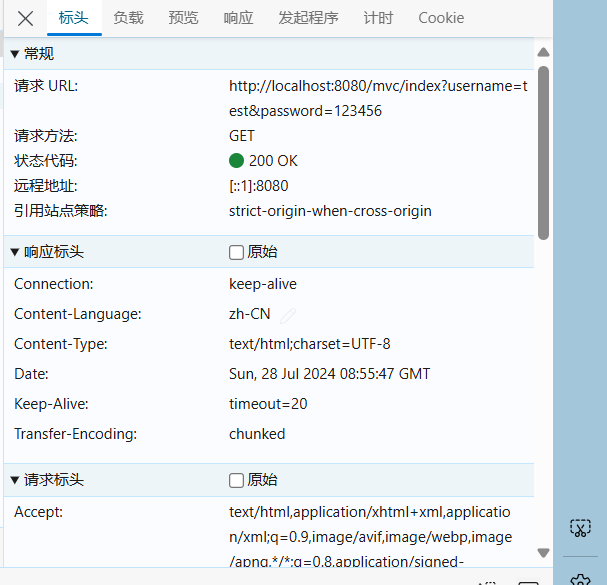 标头 负载 预览 响应 发起程序 计时 Cookie
常规
请求 URL: http://localhost:8080/mvc/index?username=t
est&password=123456
请求方法: GET
状态代码: 200 OK
远程地址: [::1]:8080
引用站点策略: strict-origin-when-cross-origin
响应标头 原始
Connection: keep-alive
Content-Language: zh-CN
Content-Type: text/html;charset=UTF-8
Date: Sun, 28 Jul 2024 08:55:47 GMT
Keep-Alive: timeout=20
Transfer-Encoding: chunked
请求标头 原始
Accept: text/html,application/xhtml+xml,applicatio
n/xml;q=0.9,image/avif,image/webp,image
/apng,*/*;q=0.8,application/signed-